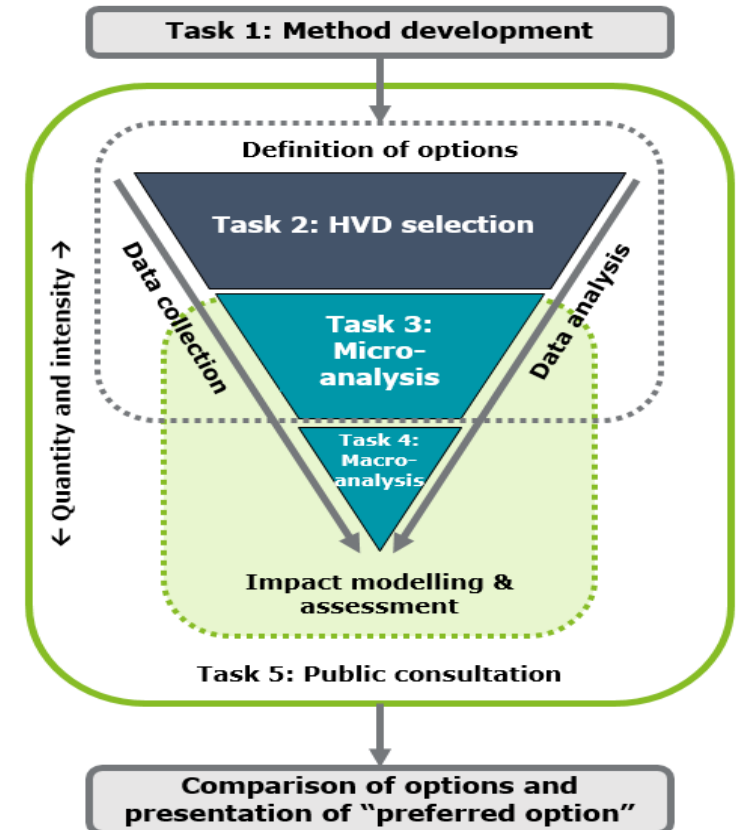 Task 1: Method development
Definition of options
Task 2: HVD selection
Data collection
Data analysis
← Quantity and intensity →
Task 3:
Micro-
analysis
Task 4:
Macro-
analysis
Impact modelling &
assessment
Task 5: Public consultation
Comparison of options and
presentation of “preferred option”